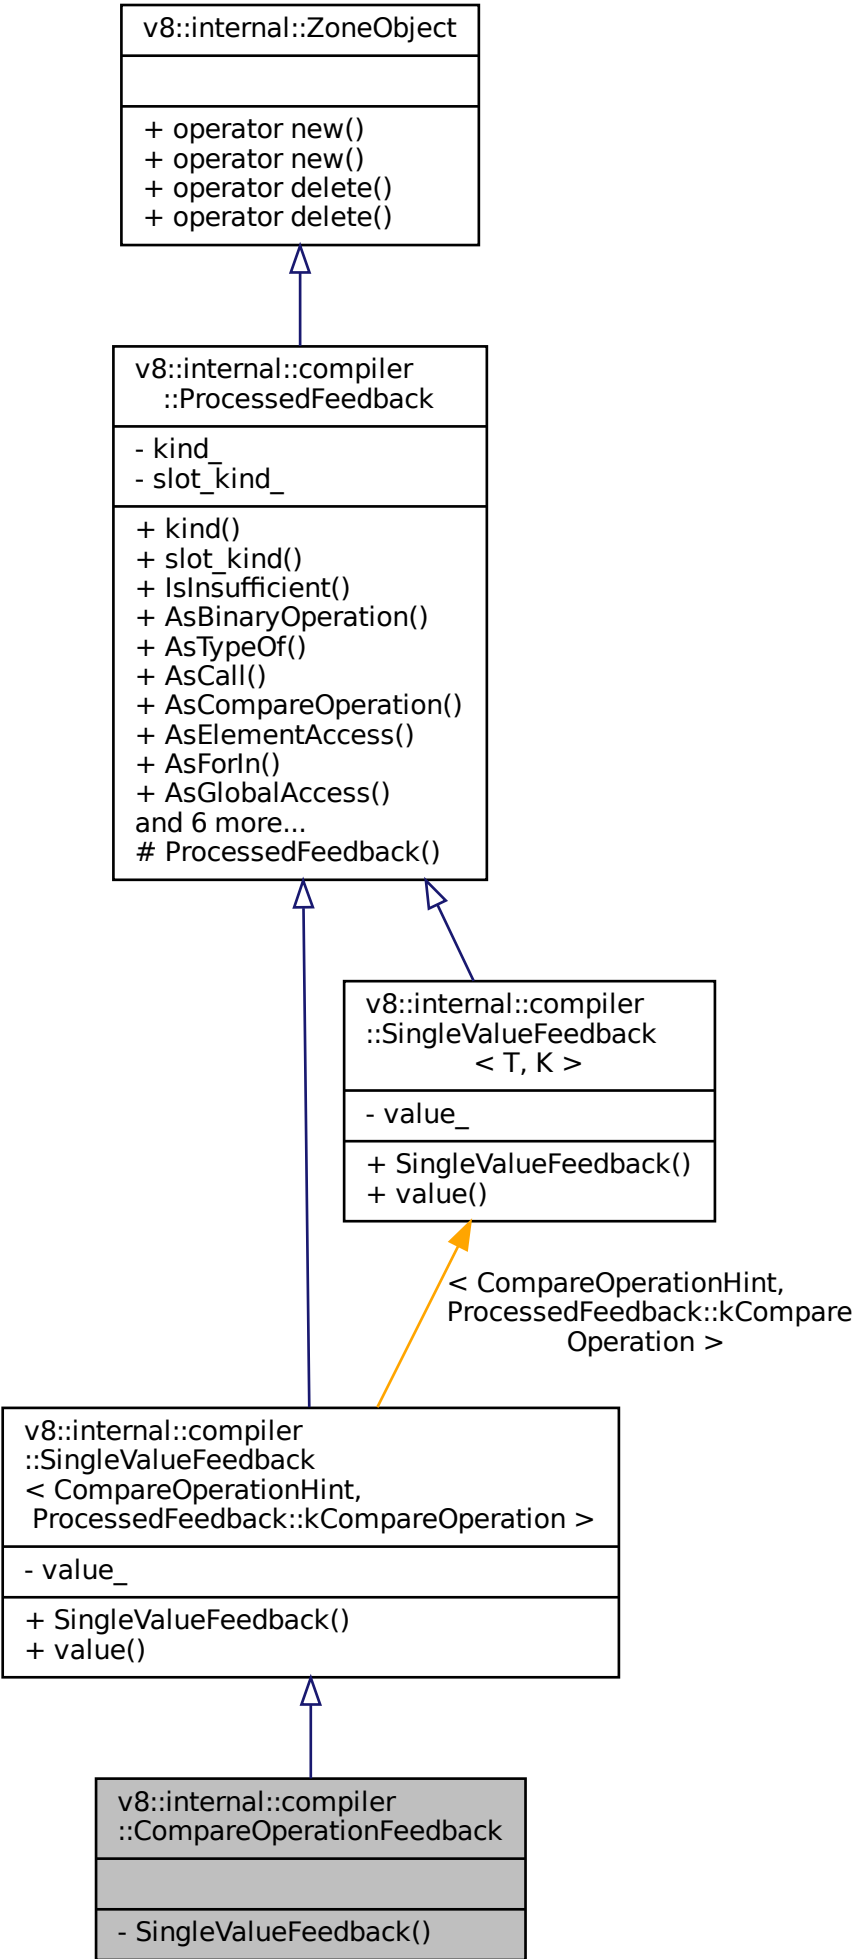 v8::internal::ZoneObject
+ operator new()
+ operator new()
+ operator delete()
+ operator delete()
v8::internal::compiler
::ProcessedFeedback
- kind_
- slot_kind_
+ kind()
+ slot_kind()
+ IsInsufficient()
+ AsBinaryOperation()
+ AsTypeOf()
+ AsCall()
+ AsCompareOperation()
+ AsElementAccess()
+ AsForIn()
+ AsGlobalAccess()
and 6 more...
# ProcessedFeedback()
v8::internal::compiler
::SingleValueFeedback
< T, K >
- value_
+ SingleValueFeedback()
+ value()
< CompareOperationHint,
ProcessedFeedback::kCompare
Operation >
v8::internal::compiler
::SingleValueFeedback
< CompareOperationHint,
ProcessedFeedback::kCompareOperation >
- value_
+ SingleValueFeedback()
+ value()
v8::internal::compiler
::CompareOperationFeedback
- SingleValueFeedback()